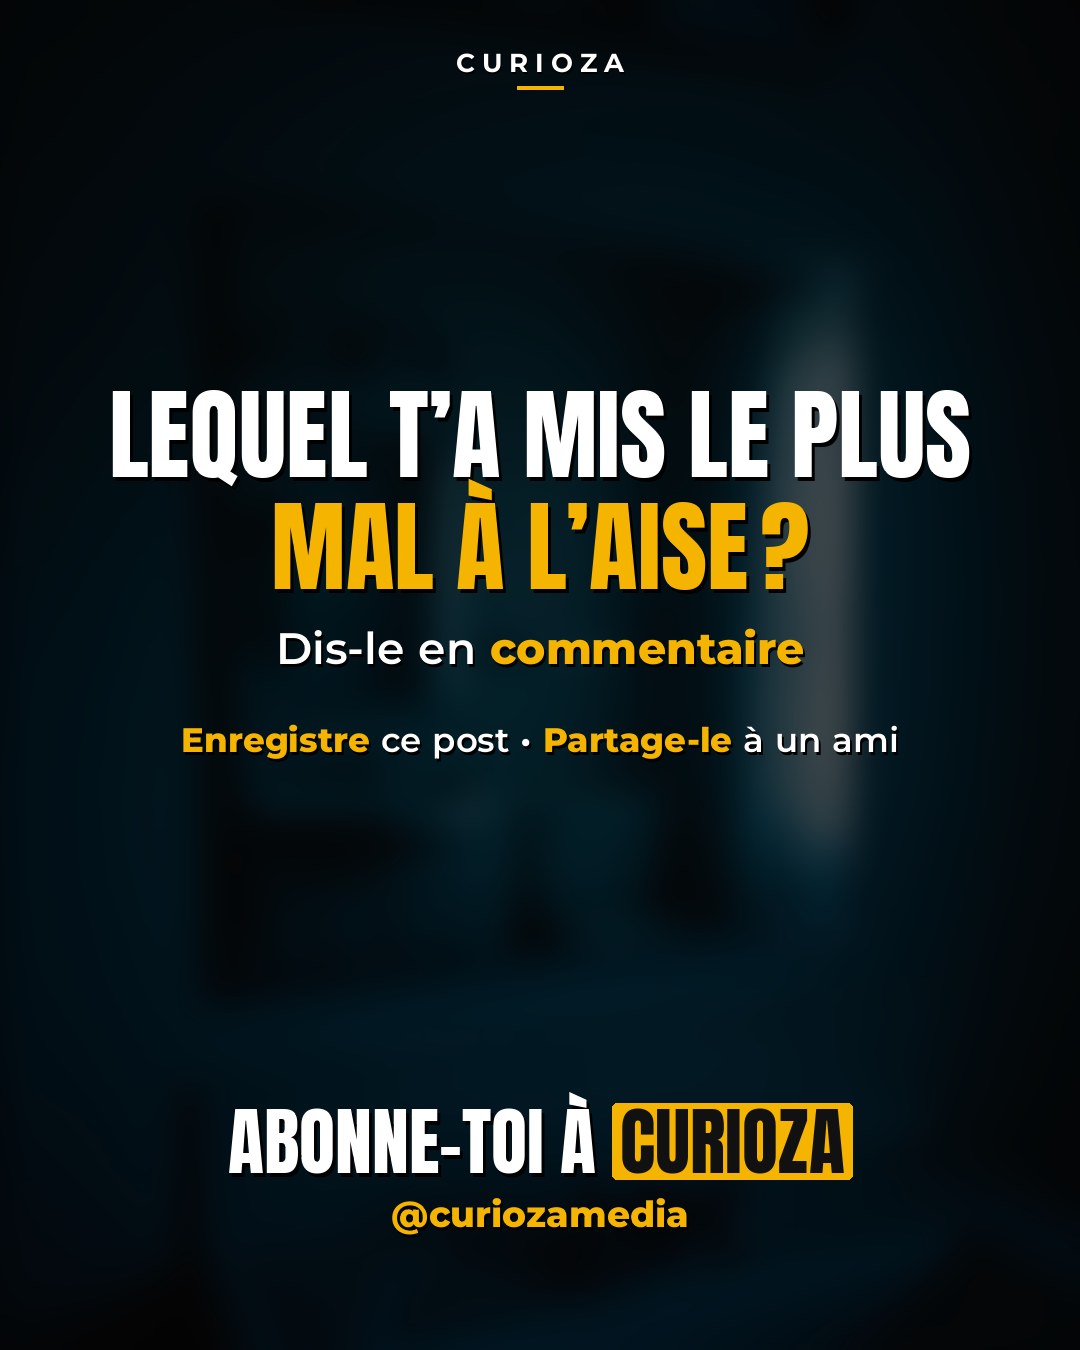 CURIOZA
LEQUEL T’A MIS LE PLUS
MAL À L’AISE ?
Dis-le en commentaire
Enregistre ce post • Partage-le à un ami
ABONNE-TOI À CURIOZA
@curiozamedia